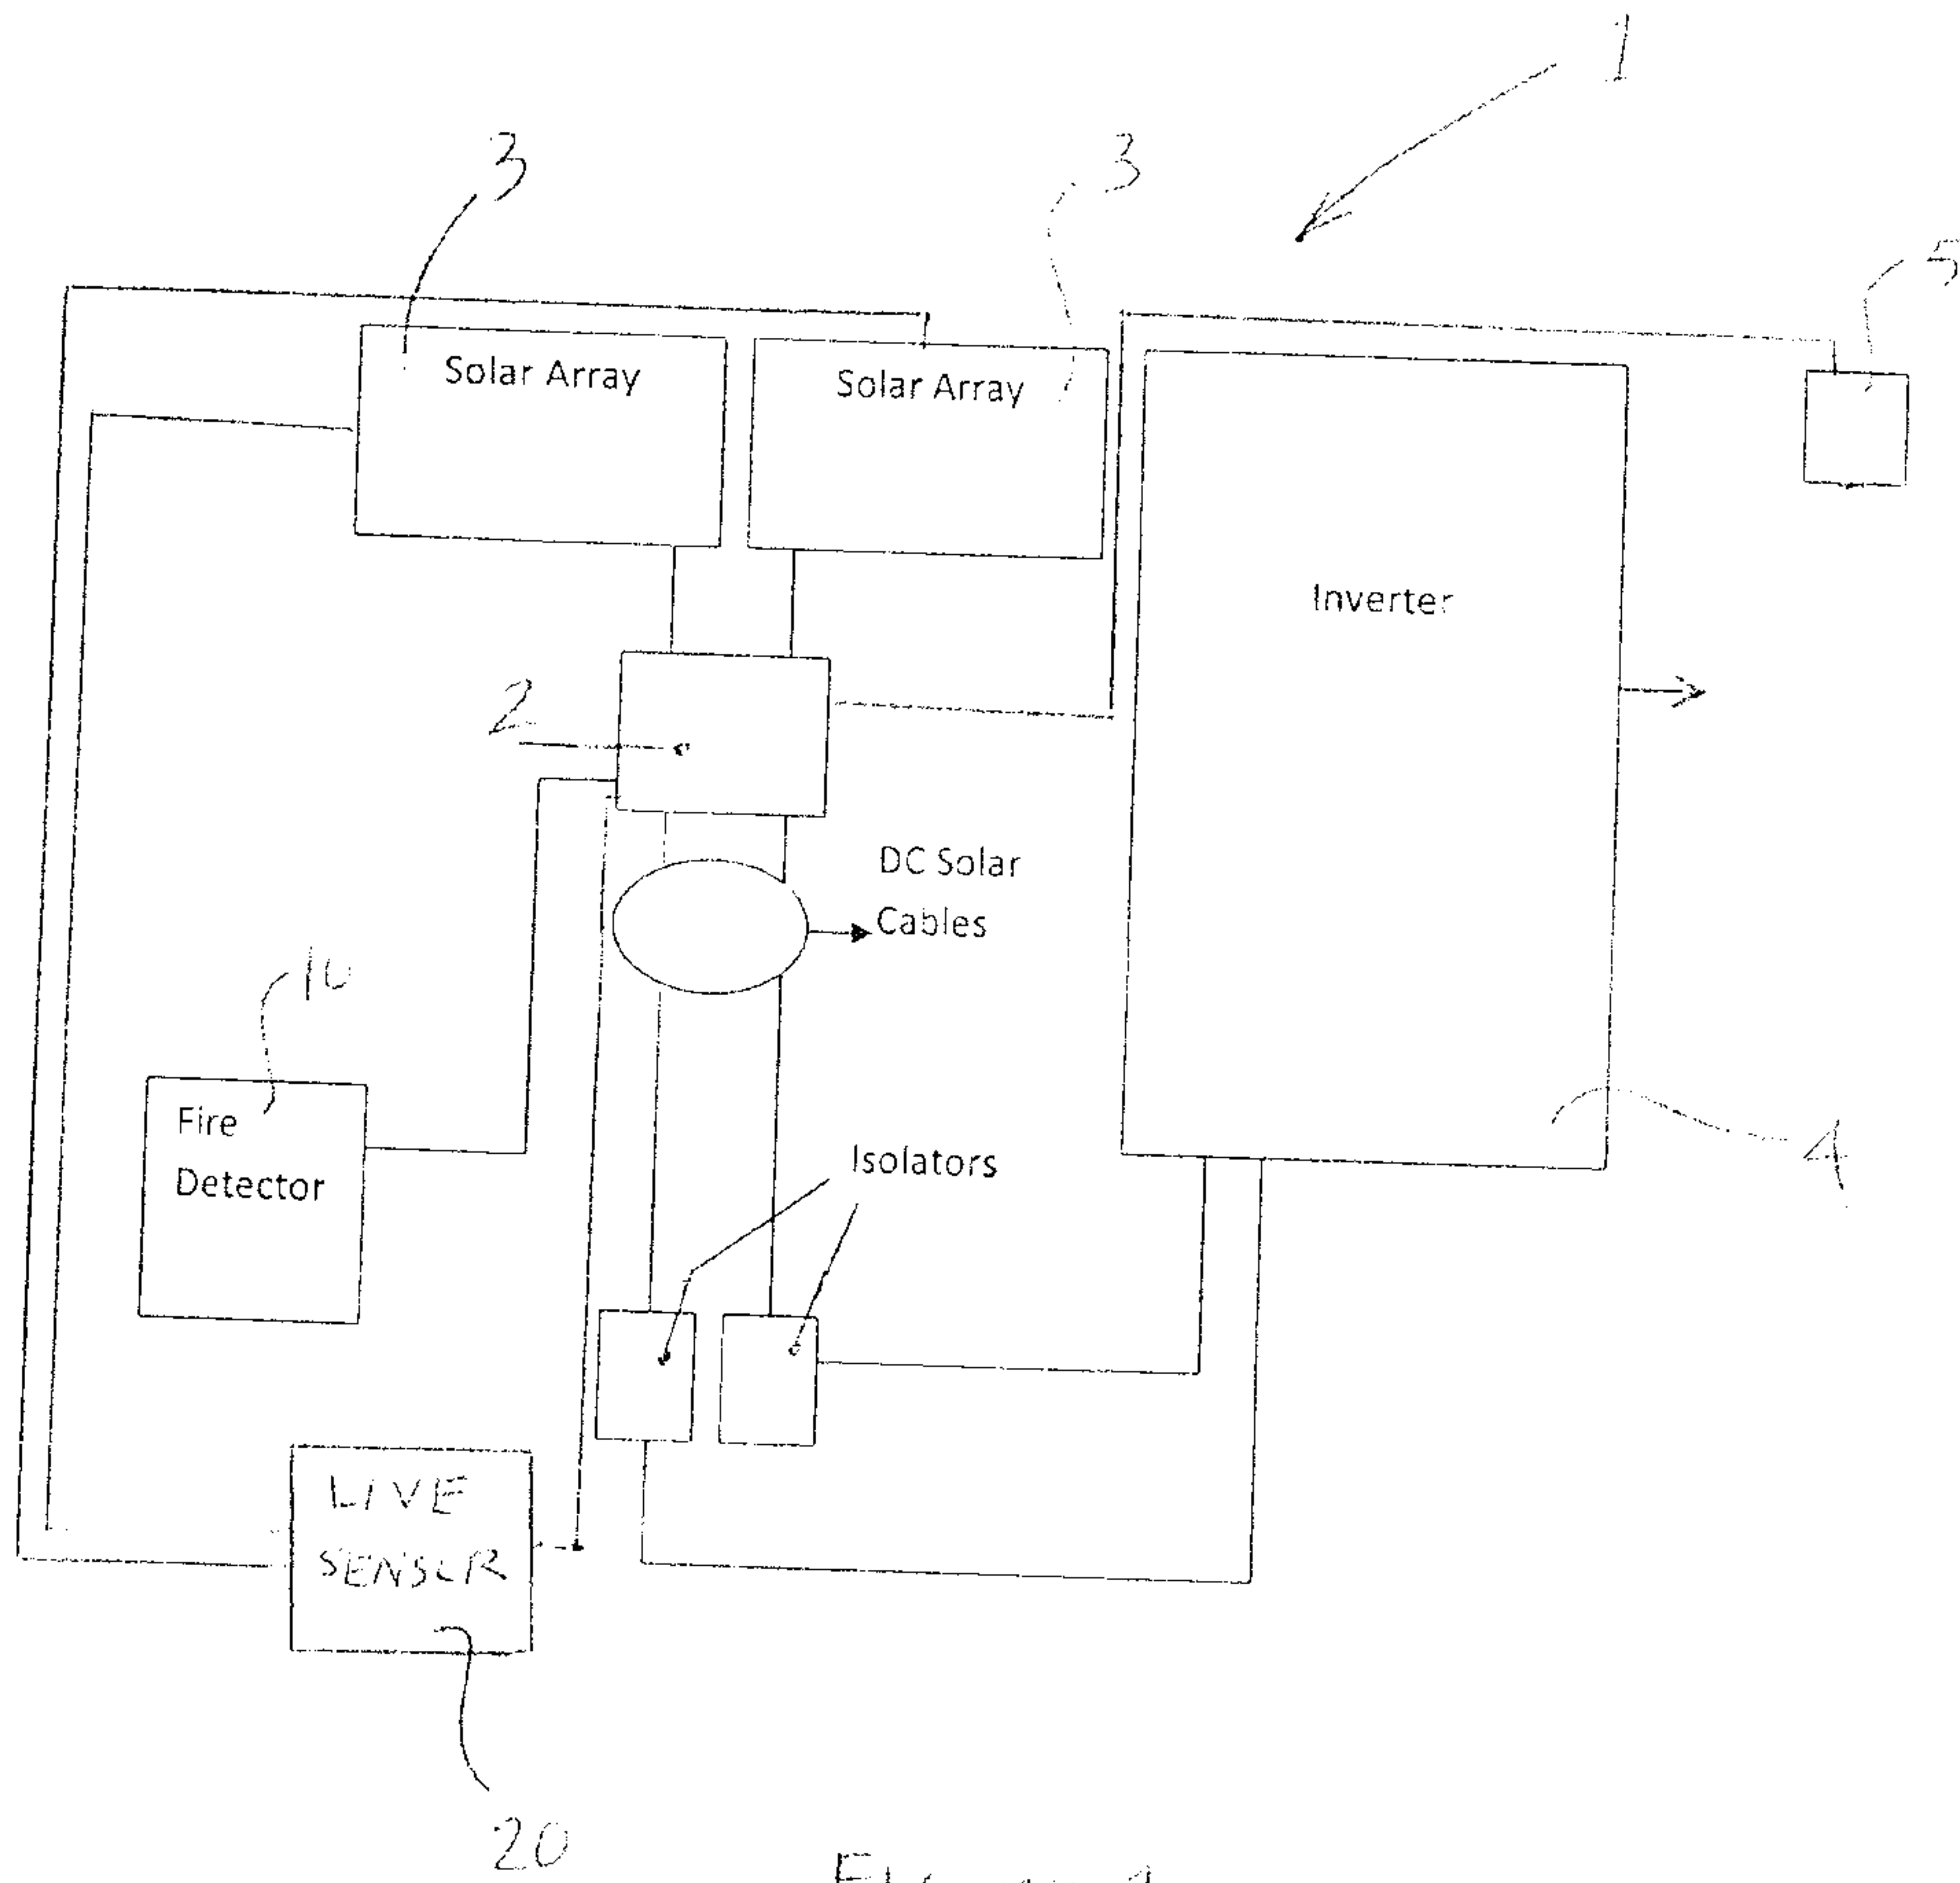 1
3
3
5
Solar Array
Solar Array
Inverter
2
DC Solar
Cables
10
Fire
Detector
Isolators
4
LIVE
SENSOR
20